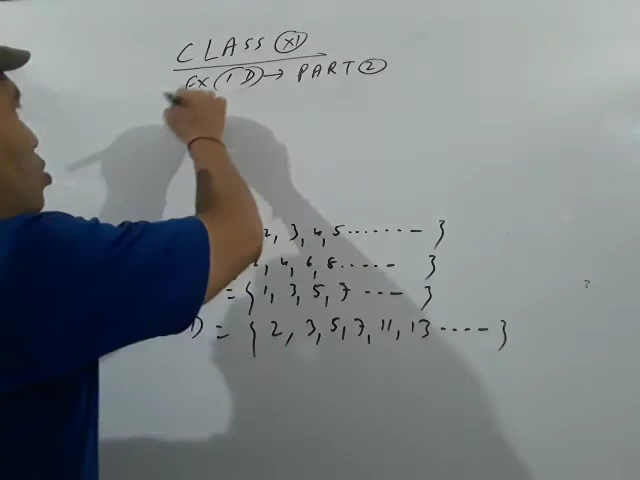 CLASS XI
EX (1D) → PART 2
2, 3, 4, 5 ...... - }
, 4, 6, 8 ..... - }
= { 1, 3, 5, 7 ---- }
D = { 2, 3, 5, 7, 11, 13 ----- }